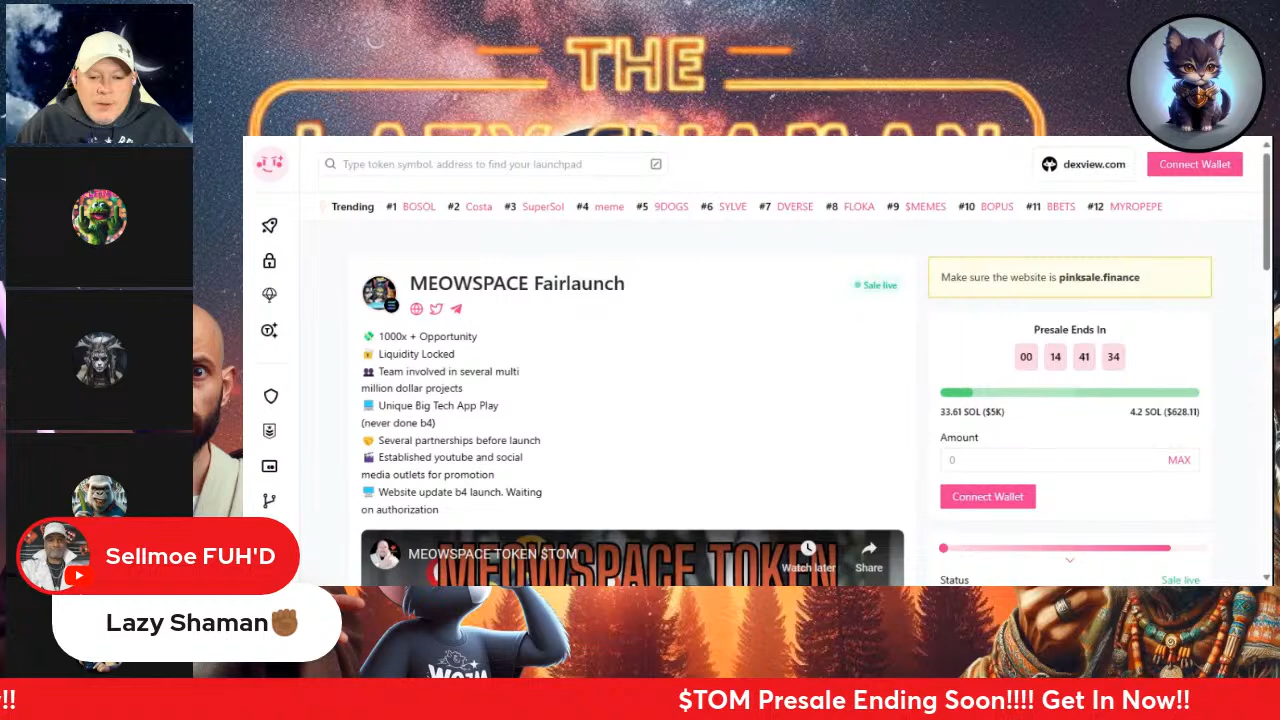 THE
LAZY SHAMAN
Type token symbol, address to find your launchpad
dexview.com
Connect Wallet
Trending #1 BOSOL #2 Costa #3 SuperSol #4 meme #5 9DOGS #6 SYLVE #7 DVERSE #8 FLOKA #9 $MEMES #10 BOPUS #11 BBETS #12 MYROPEPE
MEOWSPACE Fairlaunch
Sale live
1000x + Opportunity
Liquidity Locked
Team involved in several multi
million dollar projects
Unique Big Tech App Play
(never done b4)
Several partnerships before launch
Established youtube and social
media outlets for promotion
Website update b4 launch. Waiting
on authorization
MEOWSPACE TOKEN $TOM
MEOWSPACE TOKEN
Watch later
Share
Make sure the website is pinksale.finance
Presale Ends In
00 14 41 34
33.61 SOL ($5K) 4.2 SOL ($628.11)
Amount
0 MAX
Connect Wallet
Status Sale live
Sellmoe FUH'D
Lazy Shaman✊🏾
!! $TOM Presale Ending Soon!!!! Get In Now!!